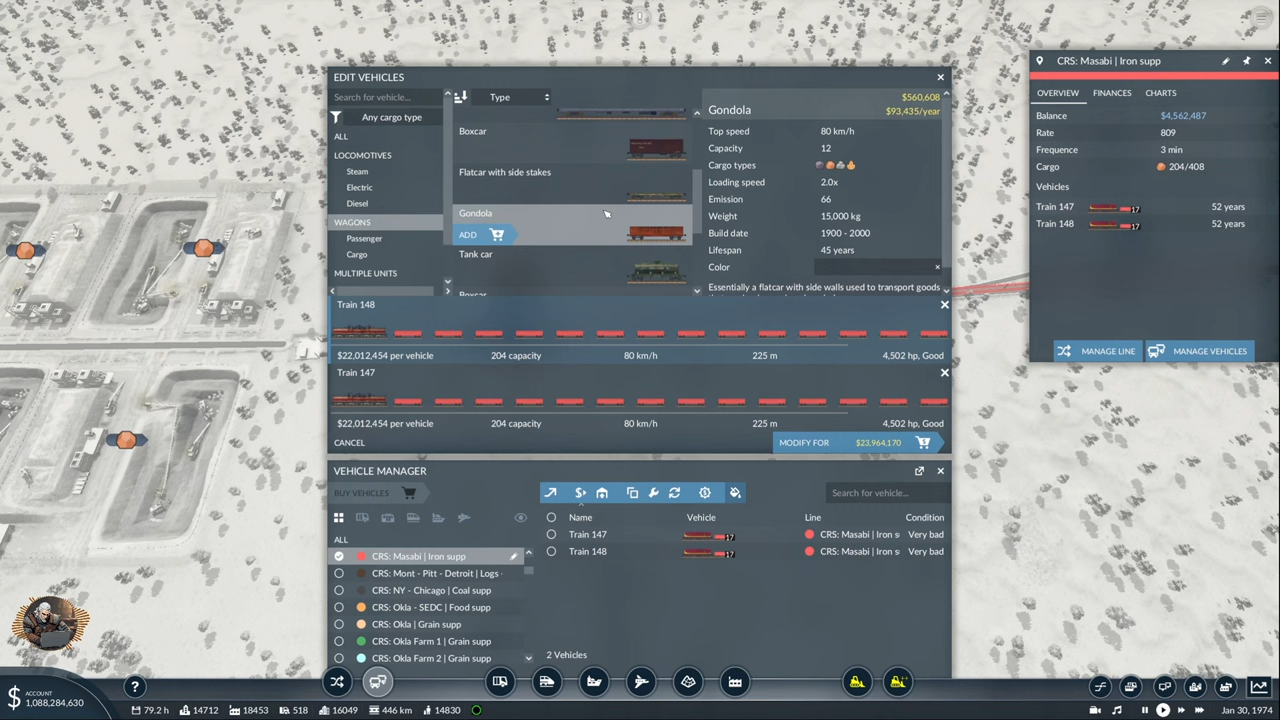 EDIT VEHICLES
Search for vehicle...
Type
Any cargo type
ALL
LOCOMOTIVES
Steam
Electric
Diesel
WAGONS
Passenger
Cargo
MULTIPLE UNITS
Boxcar
Flatcar with side stakes
Gondola
ADD
Tank car
$560,608
Gondola
$93,435/year
Top speed 80 km/h
Capacity 12
Cargo types
Loading speed 2.0x
Emission 66
Weight 15,000 kg
Build date 1900 - 2000
Lifespan 45 years
Color
Essentially a flatcar with side walls used to transport goods
Train 148
$22,012,454 per vehicle 204 capacity 80 km/h 225 m 4,502 hp, Good
Train 147
$22,012,454 per vehicle 204 capacity 80 km/h 225 m 4,502 hp, Good
CANCEL
MODIFY FOR $23,964,170
VEHICLE MANAGER
BUY VEHICLES
Search for vehicle...
ALL
CRS: Masabi | Iron supp
CRS: Mont - Pitt - Detroit | Logs
CRS: NY - Chicago | Coal supp
CRS: Okla - SEDC | Food supp
CRS: Okla | Grain supp
CRS: Okla Farm 1 | Grain supp
CRS: Okla Farm 2 | Grain supp
Name Vehicle Line Condition
Train 147 17 CRS: Masabi | Iron s Very bad
Train 148 17 CRS: Masabi | Iron s Very bad
2 Vehicles
CRS: Masabi | Iron supp
OVERVIEW FINANCES CHARTS
Balance $4,562,487
Rate 809
Frequence 3 min
Cargo 204/408
Vehicles
Train 147 17 52 years
Train 148 17 52 years
MANAGE LINE
MANAGE VEHICLES
$ ACCOUNT
1,088,284,630
?
79.2 h 14712 18453 518 16049 446 km 14830
Jan 30, 1974